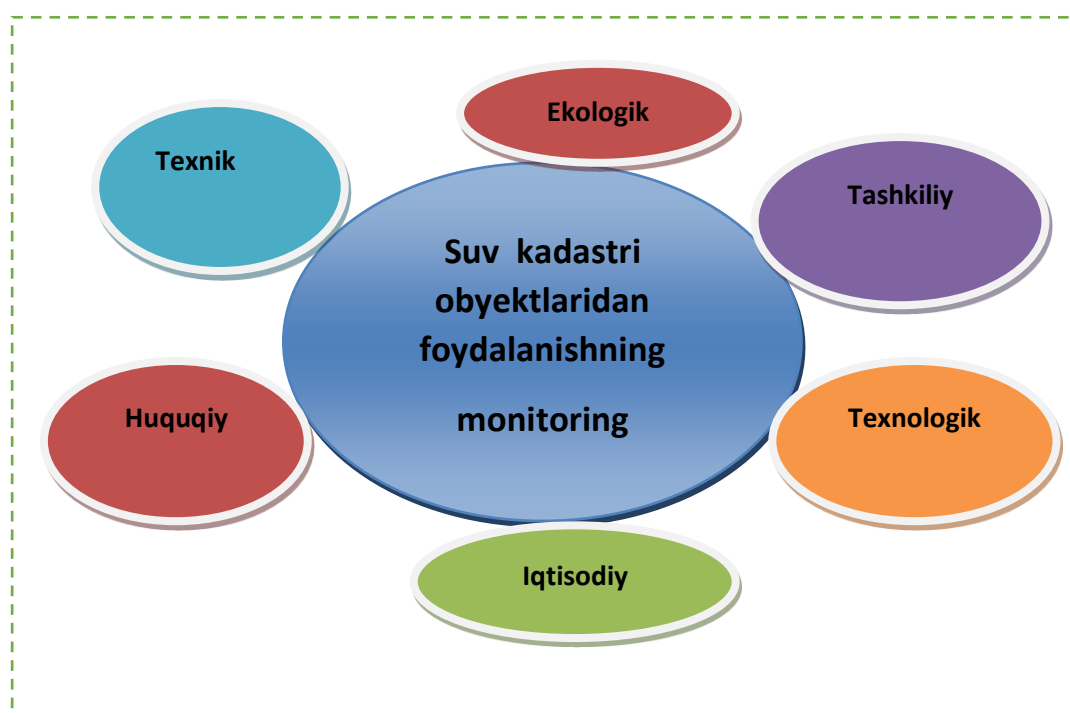 Ekologik
Texnik
Tashkiliy
Suv kadastri
obyektlaridan
foydalanishning
monitoring
Huquqiy
Texnologik
Iqtisodiy